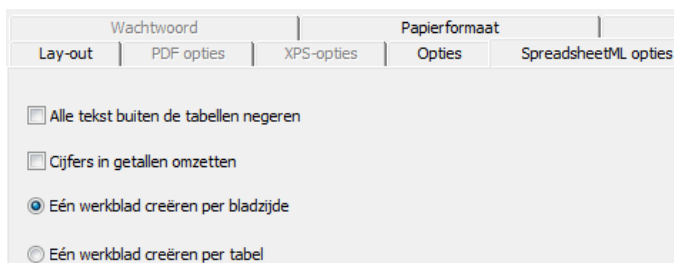 Wachtwoord Papierformaat
Lay-out PDF opties XPS-opties Opties SpreadsheetML opties
Alle tekst buiten de tabellen negeren
Cijfers in getallen omzetten
Eén werkblad creëren per bladzijde
Eén werkblad creëren per tabel